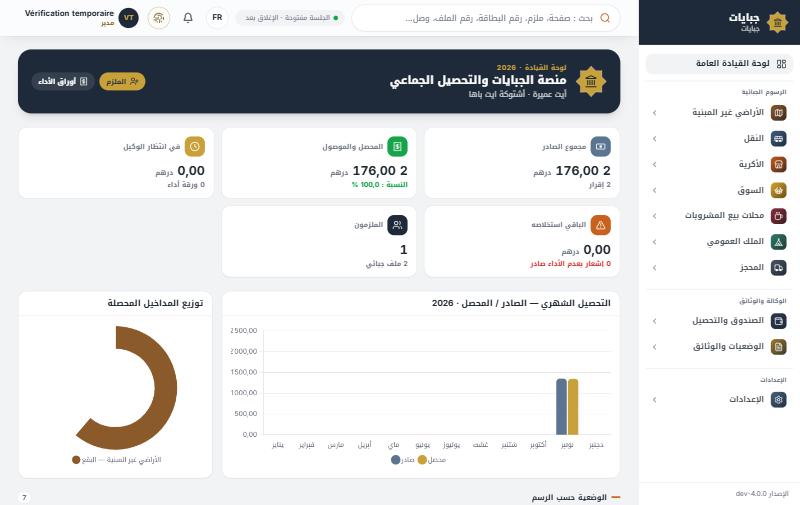 جبايات
جبايات
لوحة القيادة العامة
الرسوم الجبائية
الأراضي غير المبنية
النقل
الأكرية
السوق
محلات بيع المشروبات
الملك العمومي
المحجز
الوكالة والوثائق
الصندوق والتحصيل
الوضعيات والوثائق
الإعدادات
الإعدادات
الإصدار dev-4.0.0
بحث : صفحة، ملزم، رقم البطاقة، رقم الملف، وصل...
الجلسة مفتوحة · الإغلاق بعد
FR
VT
Vérification temporaire
مدير
لوحة القيادة · 2026
منصة الجبايات والتحصيل الجماعي
أيت عميرة · أشتوكة ايت باها
الملزم
أوراق الأداء
مجموع الصادر
2 176,00 درهم
2 إقرار
المحصل والموصول
2 176,00 درهم
النسبة : 100,0 %
في انتظار الوكيل
0,00 درهم
0 ورقة أداء
الباقي استخلاصه
0,00 درهم
0 إشعار بعدم الأداء صادر
الملزمون
1
2 ملف جبائي
التحصيل الشهري — الصادر / المحصل · 2026
2500,00
2000,00
1500,00
1000,00
500,00
0,00
يناير
فبراير
مارس
أبريل
ماي
يونيو
يوليوز
غشت
شتنبر
أكتوبر
نونبر
دجنبر
صادر
محصل
توزيع المداخيل المحصلة
الأراضي غير المبنية — البقع
الوضعية حسب الرسم
7